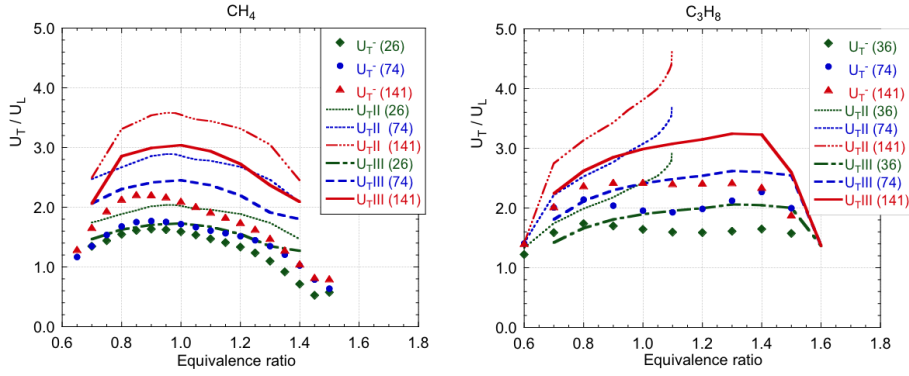 CH4
5.0
4.0
3.0
2.0
1.0
0.0
UT / UL
0.6 0.8 1.0 1.2 1.4 1.6 1.8
Equivalence ratio
UT- (26)
UT- (74)
UT- (141)
UTII (26)
UTII (74)
UTII (141)
UTIII (26)
UTIII (74)
UTIII (141)
C3H8
5.0
4.0
3.0
2.0
1.0
0.0
UT / UL
0.6 0.8 1.0 1.2 1.4 1.6 1.8
Equivalence ratio
UT- (36)
UT- (74)
UT- (141)
UTII (36)
UTII (74)
UTII (141)
UTIII (36)
UTIII (74)
UTIII (141)